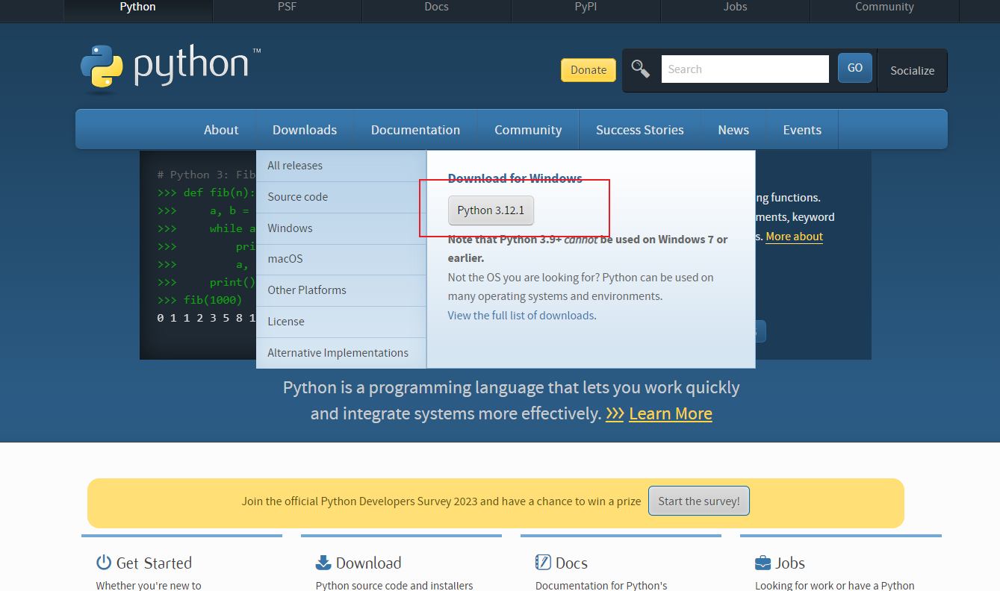 Python
PSF
Docs
PyPI
Jobs
Community
python™
Donate
Search
GO
Socialize
About
Downloads
Documentation
Community
Success Stories
News
Events
# Python 3: Fib
>>> def fib(n):
>>> a, b =
>>> while a
>>> pri
>>> a,
>>> print()
>>> fib(1000)
0 1 1 2 3 5 8 1
All releases
Source code
Windows
macOS
Other Platforms
License
Alternative Implementations
Download for Windows
Python 3.12.1
Note that Python 3.9+ cannot be used on Windows 7 or
earlier.
Not the OS you are looking for? Python can be used on
many operating systems and environments.
View the full list of downloads.
ng functions.
ments, keyword
s. More about
Python is a programming language that lets you work quickly
and integrate systems more effectively. >>> Learn More
Join the official Python Developers Survey 2023 and have a chance to win a prize
Start the survey!
Get Started
Whether you're new to
Download
Python source code and installers
Docs
Documentation for Python's
Jobs
Looking for work or have a Python